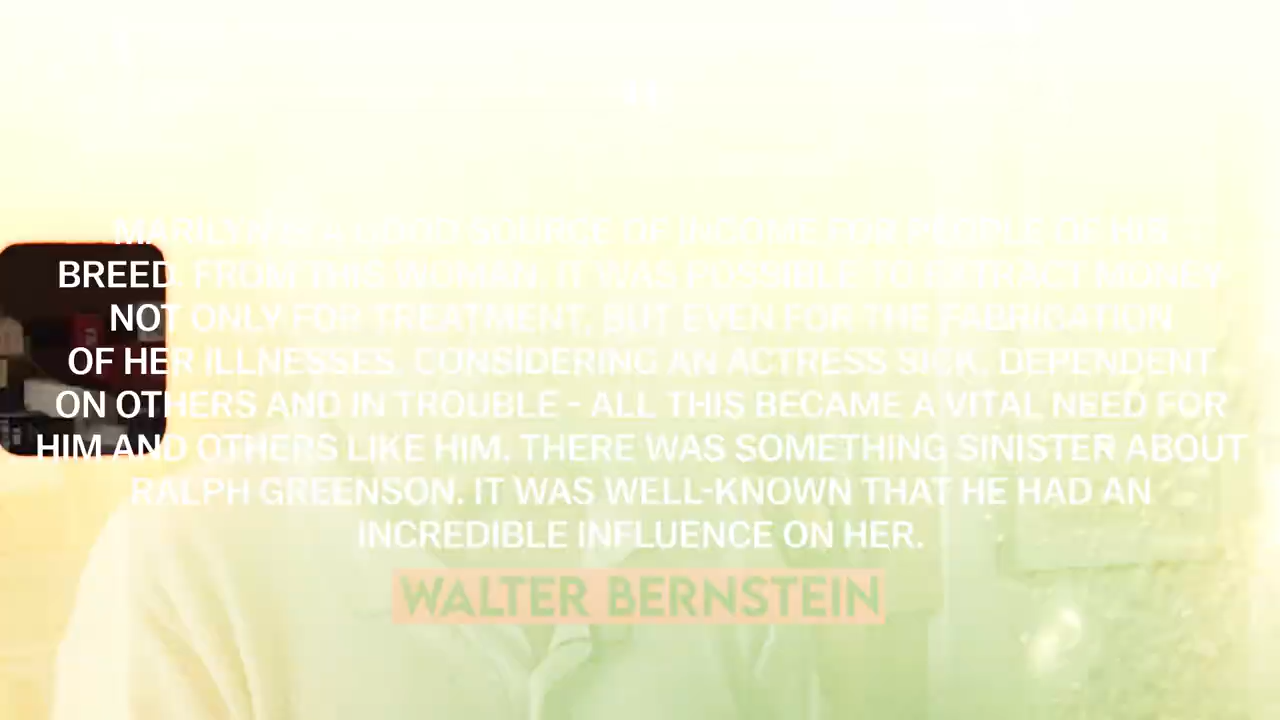 MARILYN IS A GOOD SOURCE OF INCOME FOR PEOPLE OF HIS
BREED. FROM THIS WOMAN, IT WAS POSSIBLE TO EXTRACT MONEY
NOT ONLY FOR TREATMENT, BUT EVEN FOR THE FABRICATION
OF HER ILLNESSES. CONSIDERING AN ACTRESS SICK, DEPENDENT
ON OTHERS AND IN TROUBLE - ALL THIS BECAME A VITAL NEED FOR
HIM AND OTHERS LIKE HIM. THERE WAS SOMETHING SINISTER ABOUT
RALPH GREENSON. IT WAS WELL-KNOWN THAT HE HAD AN
INCREDIBLE INFLUENCE ON HER.
WALTER BERNSTEIN